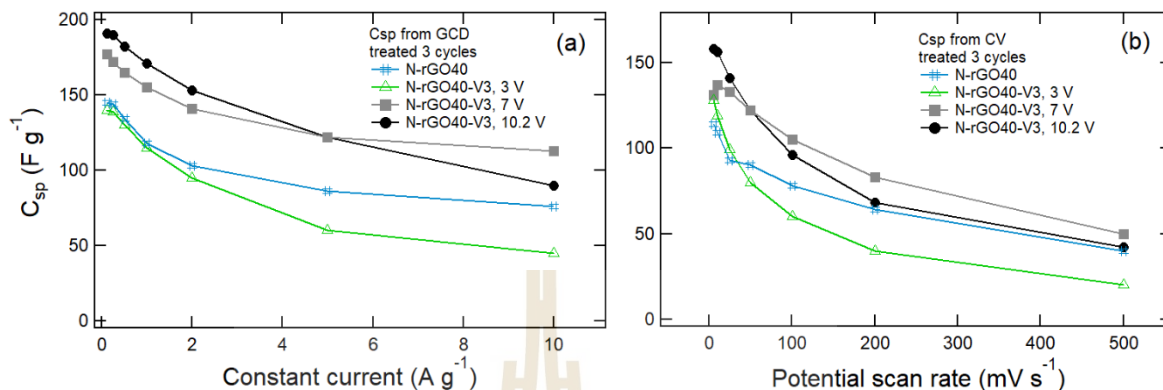 200
150
100
50
0
C_sp (F g⁻¹)
0
2
4
6
8
10
Constant current (A g⁻¹)
Csp from GCD
treated 3 cycles
N-rGO40
N-rGO40-V3, 3 V
N-rGO40-V3, 7 V
N-rGO40-V3, 10.2 V
(a)
150
100
50
0
0
100
200
300
400
500
Potential scan rate (mV s⁻¹)
Csp from CV
treated 3 cycles
N-rGO40
N-rGO40-V3, 3 V
N-rGO40-V3, 7 V
N-rGO40-V3, 10.2 V
(b)